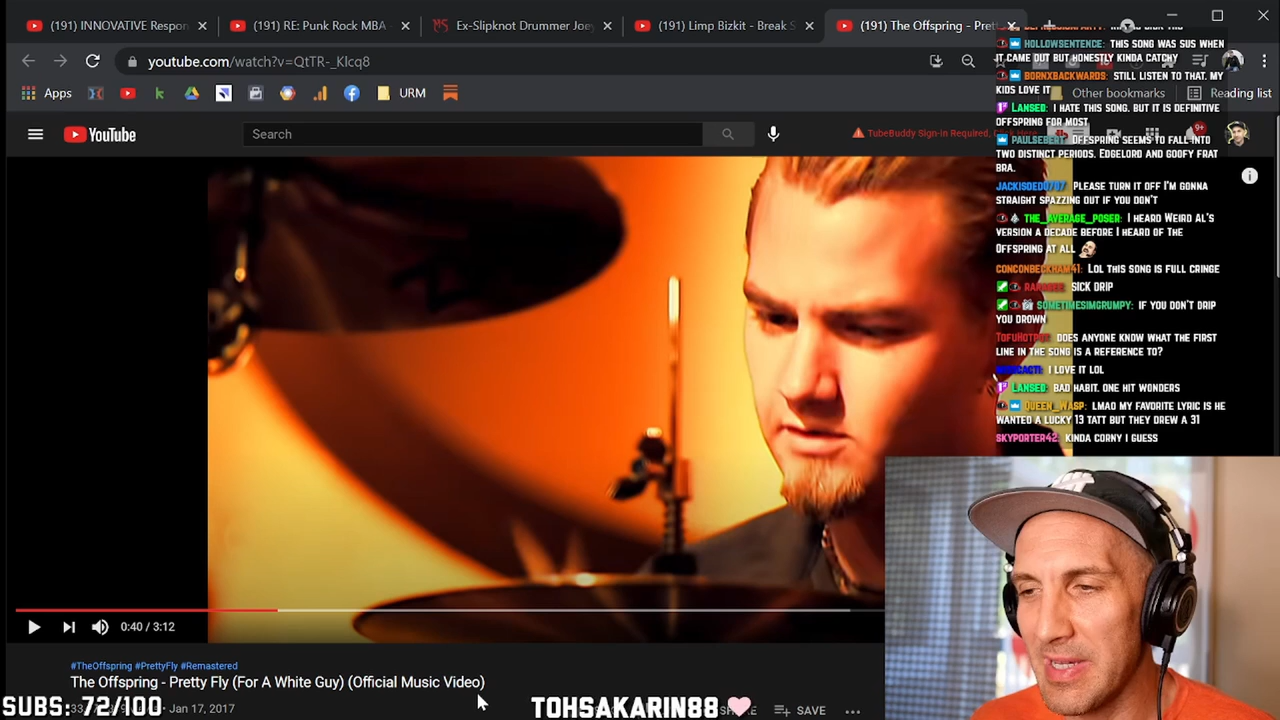 (191) INNOVATIVE Respon
(191) RE: Punk Rock MBA
Ex-Slipknot Drummer Joey
(191) Limp Bizkit - Break S
(191) The Offspring - Pret
youtube.com/watch?v=QtTR-_Klcq8
Apps
URM
Other bookmarks
Reading list
YouTube
Search
TubeBuddy Sign-in Required, Click Here
9+
HOLLOWSENTENCE: THIS SONG WAS SUS WHEN
IT CAME OUT BUT HONESTLY KINDA CATCHY
BORNXBACKWARDS: STILL LISTEN TO THAT. MY
KIDS LOVE IT
LANSED: I HATE THIS SONG. BUT IT IS DEFINITIVE
OFFSPRING FOR MOST
PAULSEBERT: OFFSPRING SEEMS TO FALL INTO
TWO DISTINCT PERIODS. EDGELORD AND GOOFY FRAT
BRA.
PLEASE TURN IT OFF I'M GONNA
STRAIGHT SPAZZING OUT IF YOU DON'T
THE_AVERAGE_POSER: I HEARD WEIRD AL'S
VERSION A DECADE BEFORE I HEARD OF THE
OFFSPRING AT ALL
CONCONBECKHAM41: LOL THIS SONG IS FULL CRINGE
SICK DRIP
SOMETIMESIMGRUMPY: IF YOU DON'T DRIP
YOU DROWN
DOES ANYONE KNOW WHAT THE FIRST
LINE IN THE SONG IS A REFERENCE TO?
I LOVE IT LOL
LANSED: BAD HABIT. ONE HIT WONDERS
QUEEN_WASP: LMAO MY FAVORITE LYRIC IS HE
WANTED A LUCKY 13 TATT BUT THEY DREW A 31
SKYPORTER42: KINDA CORNY I GUESS
0:40 / 3:12
#TheOffspring #PrettyFly #Remastered
The Offspring - Pretty Fly (For A White Guy) (Official Music Video)
Jan 17, 2017
SAVE
SUBS: 72/100
TOHSAKARIN88